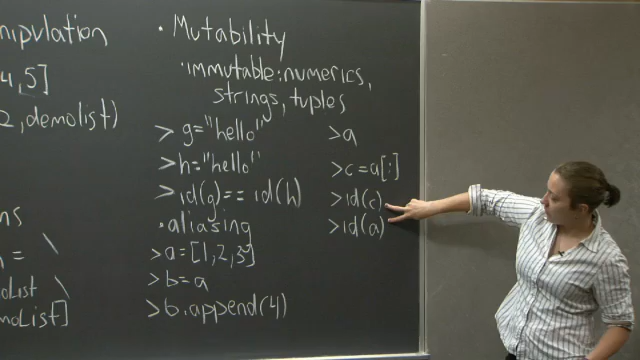 nipulation
4,5]
2, demolist)
ns
n = \
List \
moList]
· Mutability
· immutable: numerics,
strings, tuples
> g="hello"
> h="hello"
> id(g)== id(h)
· aliasing
> a=[1,2,3]
> b=a
> b.append(4)
> a
> c=a[:]
> id(c)
> id(a)